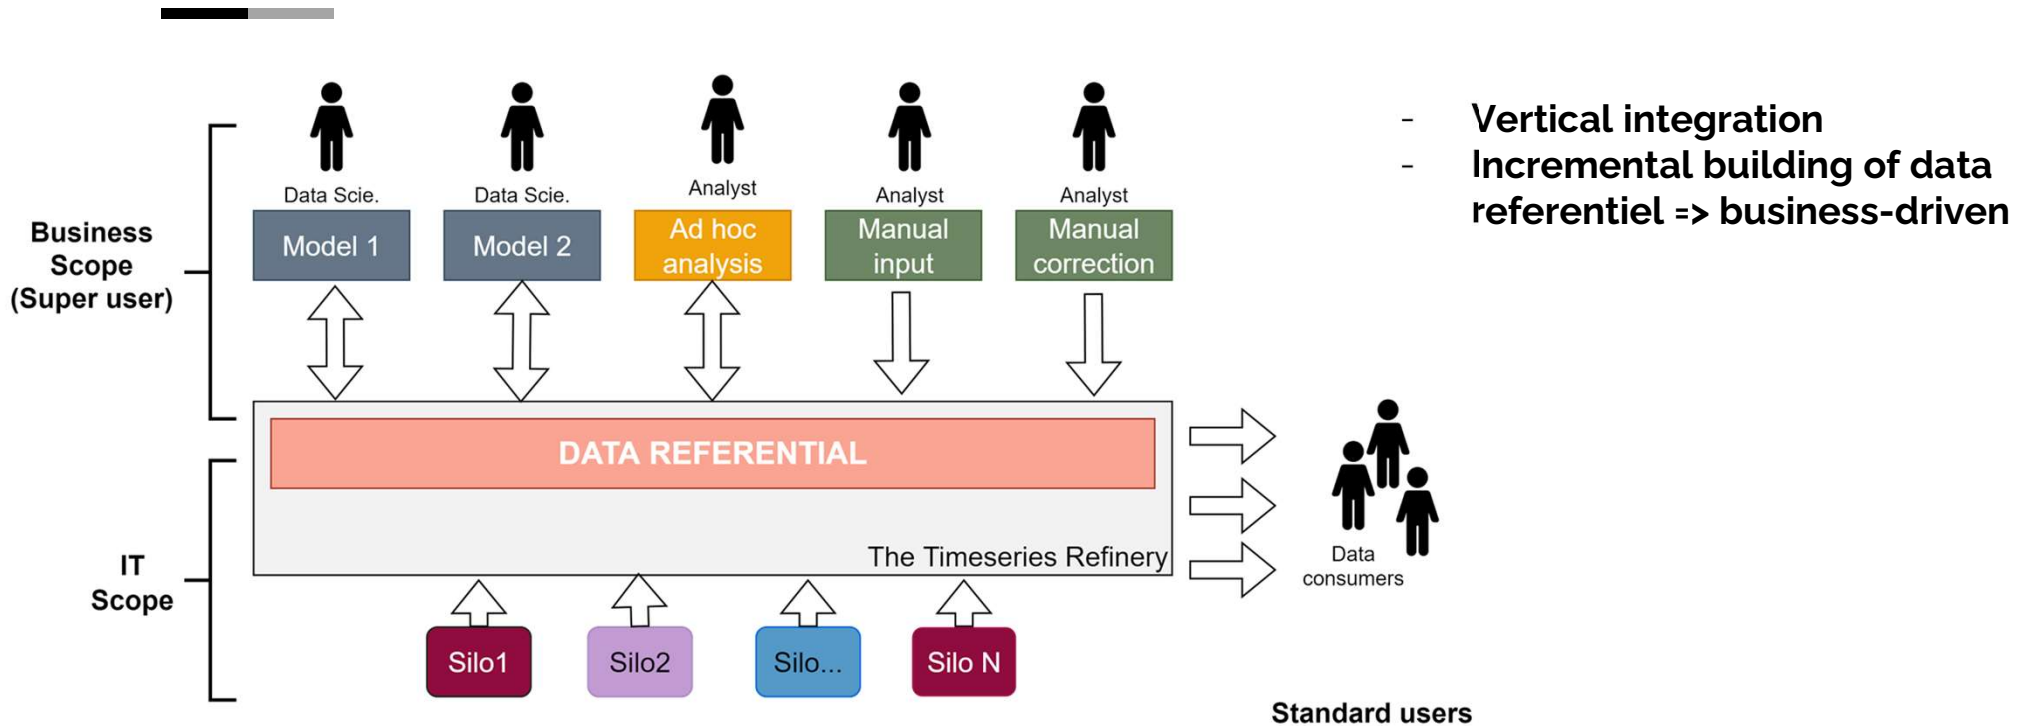 Data Scie.
Data Scie.
Analyst
Analyst
Analyst
Model 1
Model 2
Ad hoc
analysis
Manual
input
Manual
correction
Business
Scope
(Super user)
- Vertical integration
- Incremental building of data
referentiel => business-driven
DATA REFERENTIAL
The Timeseries Refinery
IT
Scope
Data
consumers
Silo1
Silo2
Silo...
Silo N
Standard users